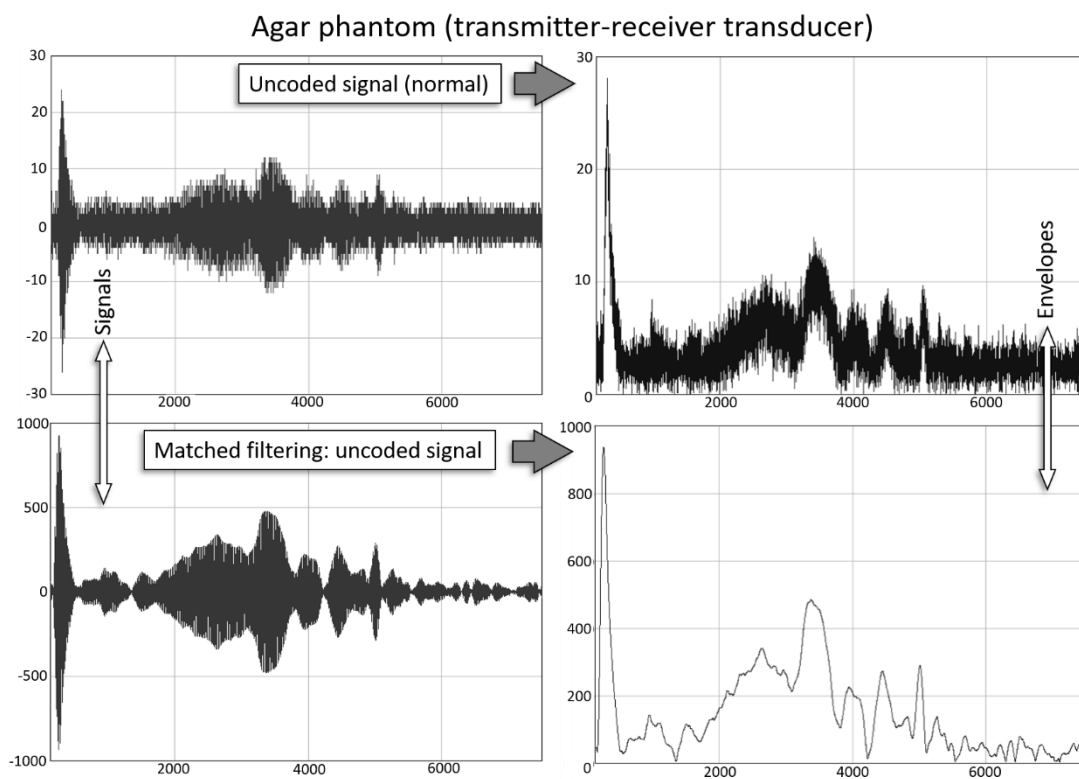 Agar phantom (transmitter-receiver transducer)
Uncoded signal (normal)
30
20
10
0
-10
-20
-30
2000 4000 6000
Signals
30
20
10
0
2000 4000 6000
Envelopes
Matched filtering: uncoded signal
1000
500
0
-500
-1000
2000 4000 6000
1000
800
600
400
200
0
0 2000 4000 6000